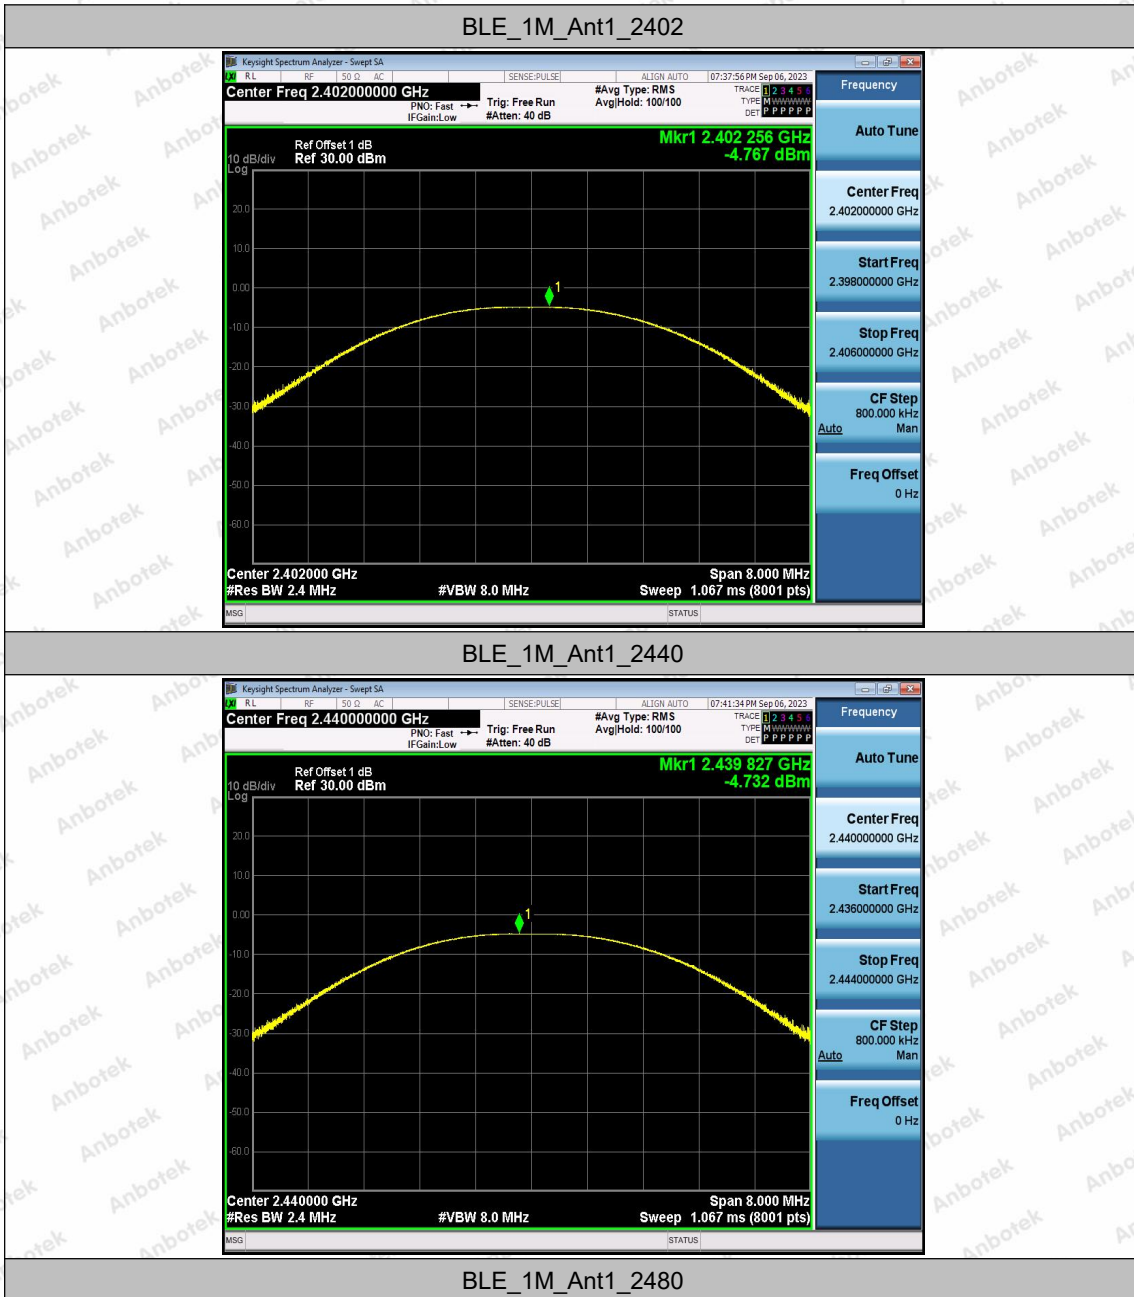 BLE_1M_Ant1_2402
Keysight Spectrum Analyzer - Swept SA
LXI RL RF 50 Ω AC SENSE:PULSE ALIGN AUTO 07:37:56 PM Sep 06, 2023
Center Freq 2.402000000 GHz #Avg Type: RMS TRACE 1 2 3 4 5 6
PNO: Fast Trig: Free Run Avg|Hold: 100/100 TYPE M WWWWW
IFGain:Low #Atten: 40 dB DET P P P P P P
Frequency
Auto Tune
Mkr1 2.402 256 GHz
-4.767 dBm
Ref Offset 1 dB
10 dB/div Ref 30.00 dBm
Log
20.0
10.0
0.00
-10.0
-20.0
-30.0
-40.0
-50.0
-60.0
1
Center Freq
2.402000000 GHz
Start Freq
2.398000000 GHz
Stop Freq
2.406000000 GHz
CF Step
800.000 kHz
Auto Man
Freq Offset
0 Hz
Center 2.402000 GHz Span 8.000 MHz
#Res BW 2.4 MHz #VBW 8.0 MHz Sweep 1.067 ms (8001 pts)
MSG STATUS
BLE_1M_Ant1_2440
Keysight Spectrum Analyzer - Swept SA
LXI RL RF 50 Ω AC SENSE:PULSE ALIGN AUTO 07:41:34 PM Sep 06, 2023
Center Freq 2.440000000 GHz #Avg Type: RMS TRACE 1 2 3 4 5 6
PNO: Fast Trig: Free Run Avg|Hold: 100/100 TYPE M WWWWW
IFGain:Low #Atten: 40 dB DET P P P P P P
Frequency
Auto Tune
Mkr1 2.439 827 GHz
-4.732 dBm
Ref Offset 1 dB
10 dB/div Ref 30.00 dBm
Log
20.0
10.0
0.00
-10.0
-20.0
-30.0
-40.0
-50.0
-60.0
1
Center Freq
2.440000000 GHz
Start Freq
2.436000000 GHz
Stop Freq
2.444000000 GHz
CF Step
800.000 kHz
Auto Man
Freq Offset
0 Hz
Center 2.440000 GHz Span 8.000 MHz
#Res BW 2.4 MHz #VBW 8.0 MHz Sweep 1.067 ms (8001 pts)
MSG STATUS
BLE_1M_Ant1_2480
Anbotek